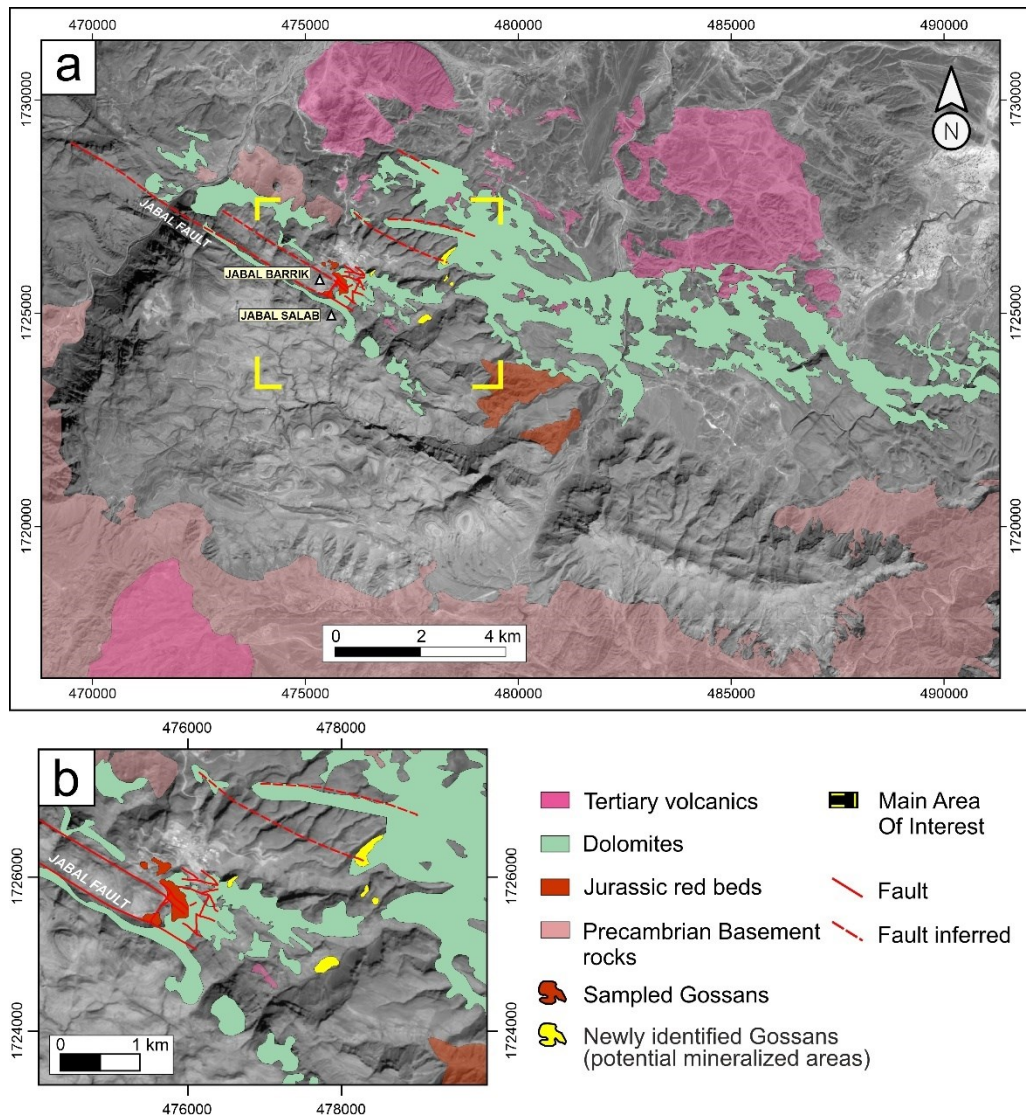 470000 475000 480000 485000 490000
a
N
1730000 1730000
JABAL FAULT
JABAL BARRIK
JABAL SALAB
1725000 1725000
1720000 1720000
0 2 4 km
470000 475000 480000 485000 490000
476000 478000
b
1726000 1726000
JABAL FAULT
1724000 1724000
0 1 km
476000 478000
Tertiary volcanics
Dolomites
Jurassic red beds
Precambrian Basement
rocks
Sampled Gossans
Newly identified Gossans
(potential mineralized areas)
Main Area
Of Interest
Fault
Fault inferred